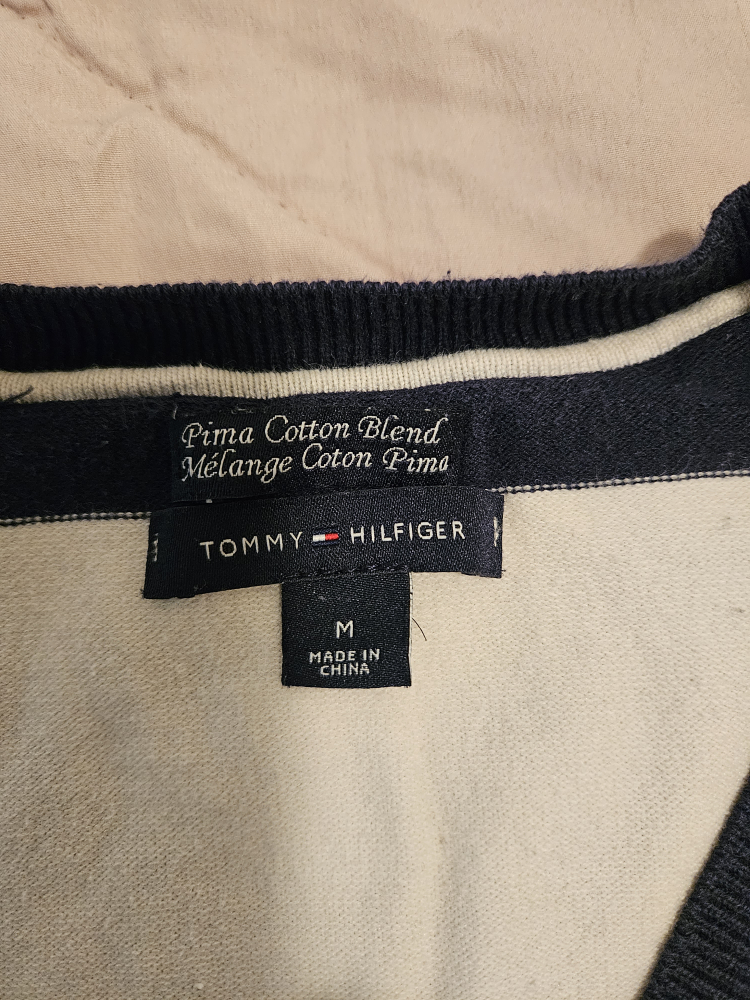 Pima Cotton Blend
Mélange Coton Pima
TOMMY HILFIGER
M
MADE IN
CHINA